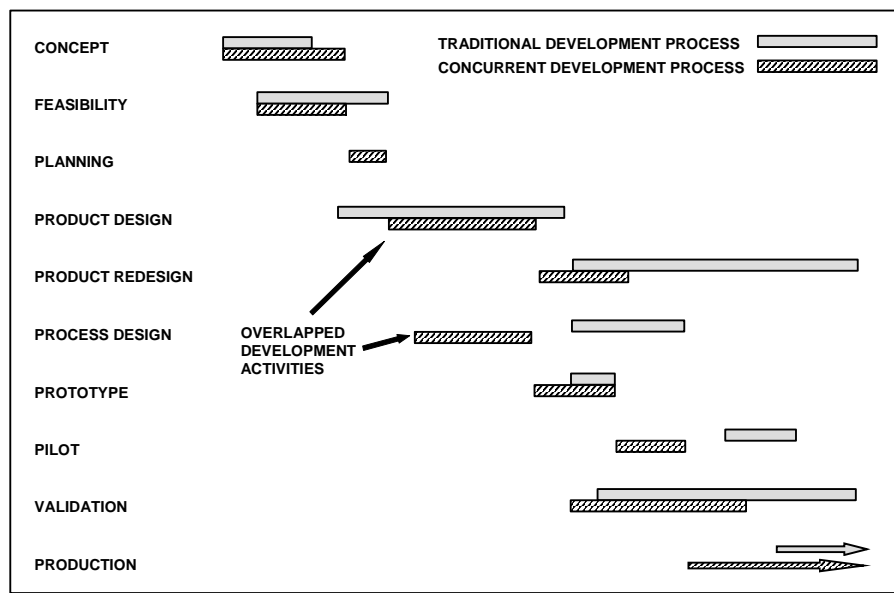 CONCEPT
TRADITIONAL DEVELOPMENT PROCESS
CONCURRENT DEVELOPMENT PROCESS
FEASIBILITY
PLANNING
PRODUCT DESIGN
PRODUCT REDESIGN
PROCESS DESIGN
OVERLAPPED
DEVELOPMENT
ACTIVITIES
PROTOTYPE
PILOT
VALIDATION
PRODUCTION